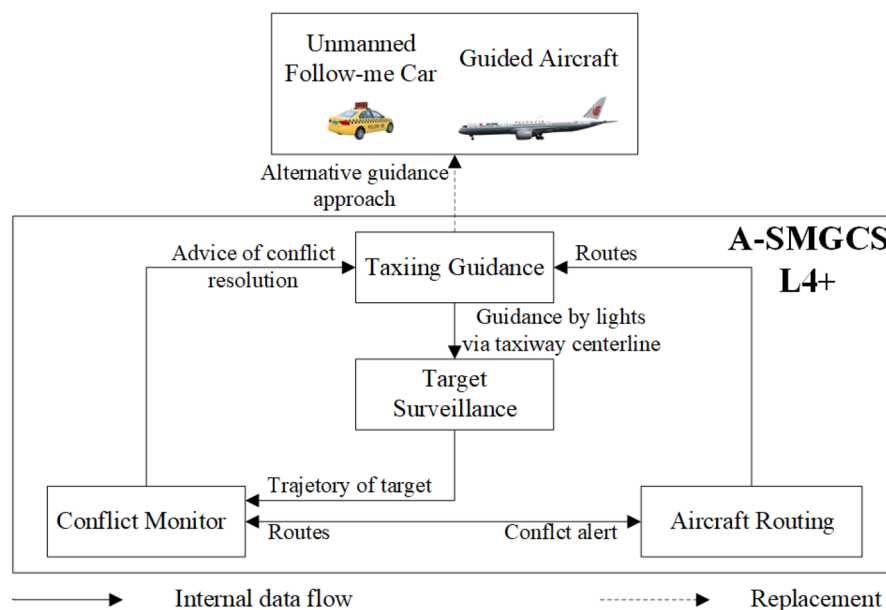 Unmanned
Follow-me Car
Guided Aircraft
Alternative guidance
approach
A-SMGCS
L4+
Advice of conflict
resolution
Taxiing Guidance
Routes
Guidance by lights
via taxiway centerline
Target
Surveillance
Trajetory of target
Conflict Monitor
Routes
Conflct alert
Aircraft Routing
Internal data flow
Replacement